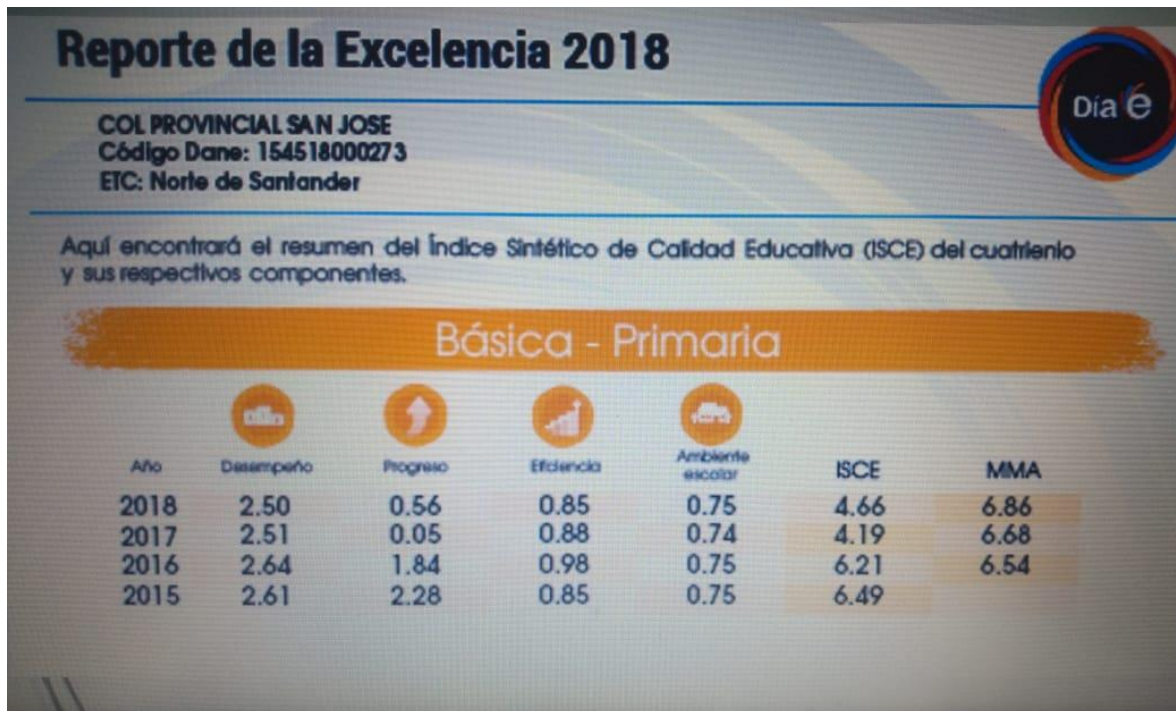 Reporte de la Excelencia 2018
Día e
COL PROVINCIAL SAN JOSE
Código Dane: 154518000273
ETC: Norte de Santander
Aquí encontrará el resumen del Índice Sintético de Calidad Educativa (ISCE) del cuatrienio
y sus respectivos componentes.
Básica - Primaria
Año Desempeño Progreso Eficiencia Ambiente escolar ISCE MMA
2018 2.50 0.56 0.85 0.75 4.66 6.86
2017 2.51 0.05 0.88 0.74 4.19 6.68
2016 2.64 1.84 0.98 0.75 6.21 6.54
2015 2.61 2.28 0.85 0.75 6.49